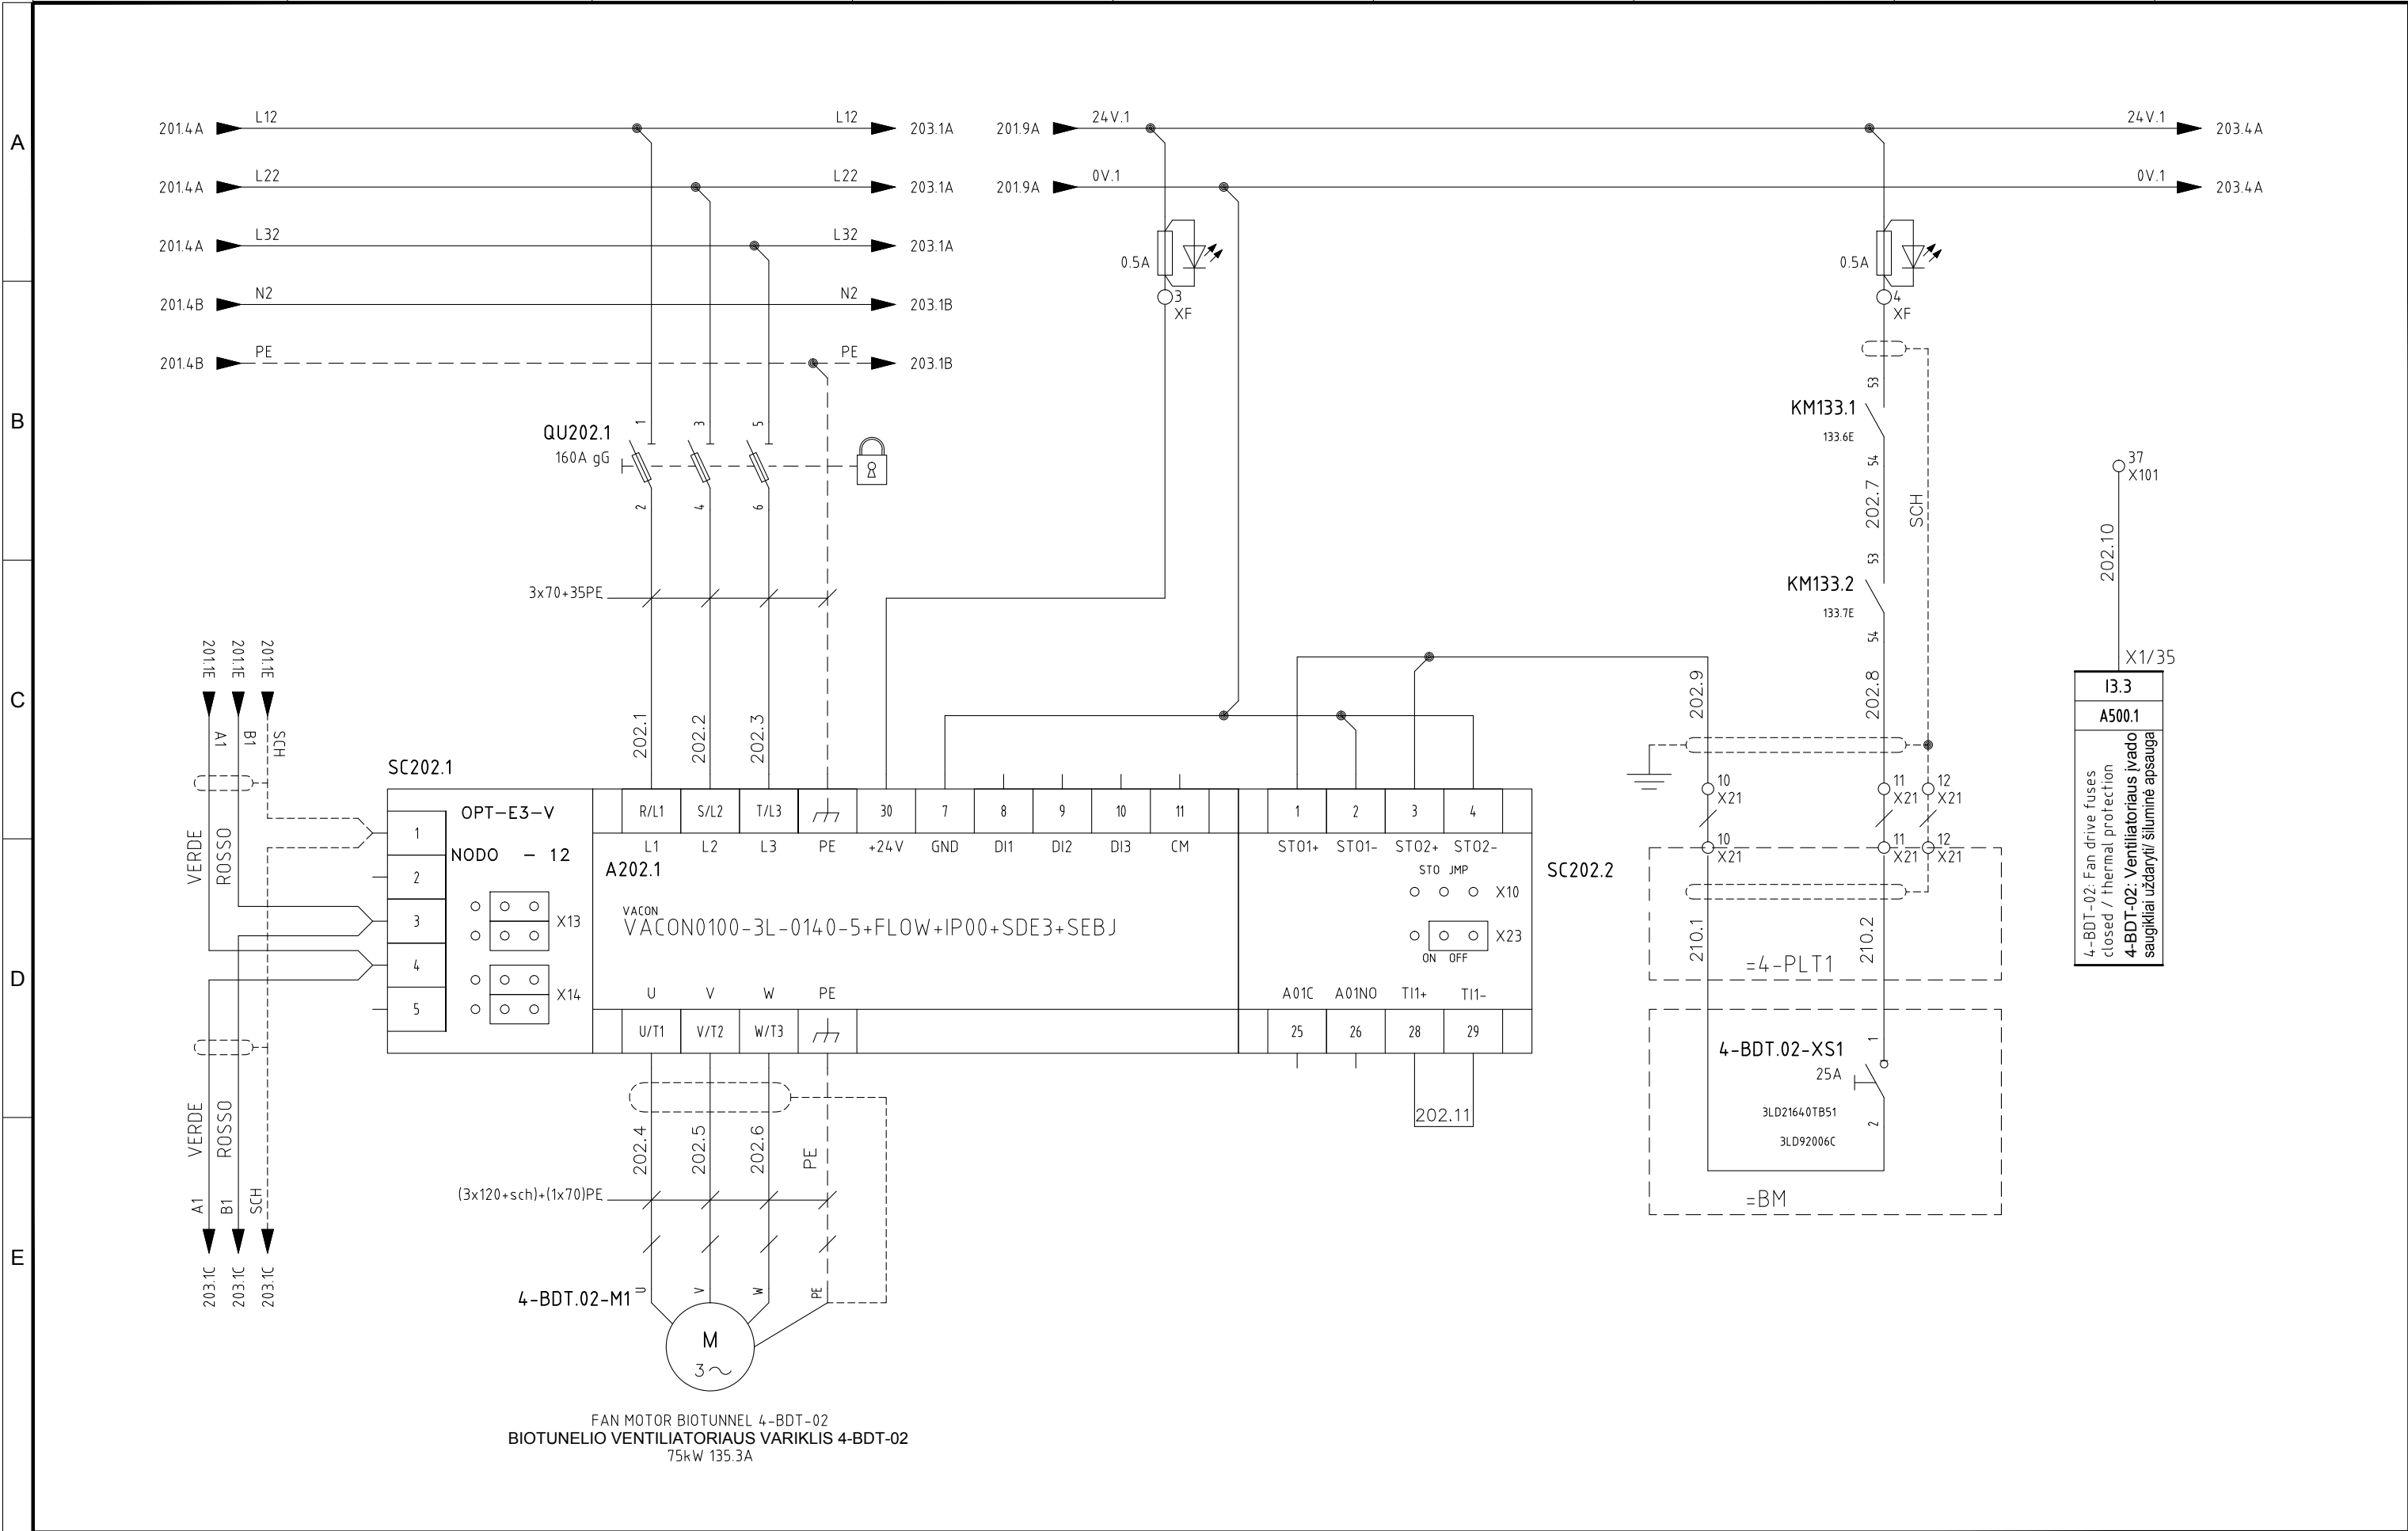 A
B
C
D
E
201.4A L12 L12 203.1A
201.4A L22 L22 203.1A
201.4A L32 L32 203.1A
201.4B N2 N2 203.1B
201.4B PE PE 203.1B
201.9A 24V.1 24V.1 203.4A
201.9A 0V.1 0V.1 203.4A
0.5A
3
XF
0.5A
4
XF
QU202.1
160A gG
1 3 5
2 4 6
3x70+35PE
202.1 202.2 202.3
53
KM133.1
133.6E
54
202.7
SCH
53
KM133.2
133.7E
54
202.9
202.8
37
X101
202.10
X1/35
I3.3
A500.1
4-BDT-02: Fan drive fuses
closed / thermal protection
4-BDT-02: Ventiliatoriaus įvado
saugikliai uždaryti/ šiluminė apsauga
201.1E 201.1E 201.1E
A1 B1 SCH
VERDE ROSSO
SC202.1
OPT-E3-V
NODO - 12
1
2
3
4
5
X13
X14
R/L1 S/L2 T/L3 30 7 8 9 10 11 1 2 3 4
L1 L2 L3 PE +24V GND DI1 DI2 DI3 CM STO1+ STO1- STO2+ STO2-
A202.1
SC202.2
STO JMP
X10
VACON
VACON0100-3L-0140-5+FLOW+IP00+SDE3+SEBJ
X23
ON OFF
U V W PE A01C A01NO TI1+ TI1-
U/T1 V/T2 W/T3 25 26 28 29
202.11
10 X21
11 X21
12 X21
10 X21
11 X21
12 X21
210.1
210.2
=4-PLT1
4-BDT.02-XS1
25A
1
3LD21640TB51
2
3LD92006C
=BM
VERDE ROSSO
A1 B1 SCH
203.1C 203.1C 203.1C
202.4 202.5 202.6 PE
(3x120+sch)+(1x70)PE
4-BDT.02-M1
U V W PE
M
3~
FAN MOTOR BIOTUNNEL 4-BDT-02
BIOTUNELIO VENTILIATORIAUS VARIKLIS 4-BDT-02
75kW 135.3A